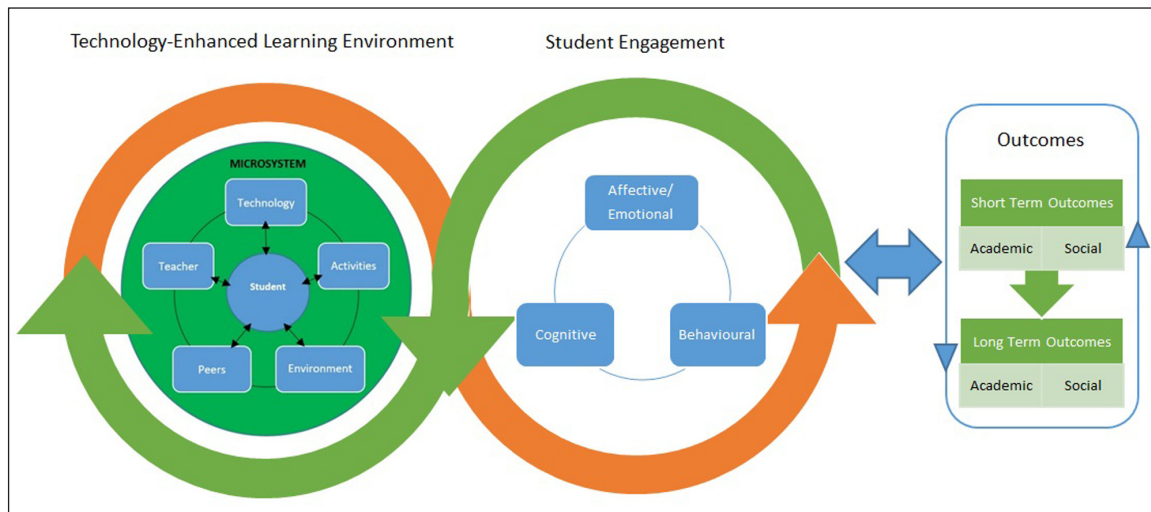 Technology-Enhanced Learning Environment
Student Engagement
MICROSYSTEM
Technology
Teacher
Activities
Student
Peers
Environment
Affective/
Emotional
Cognitive
Behavioural
Outcomes
Short Term Outcomes
Academic
Social
Long Term Outcomes
Academic
Social